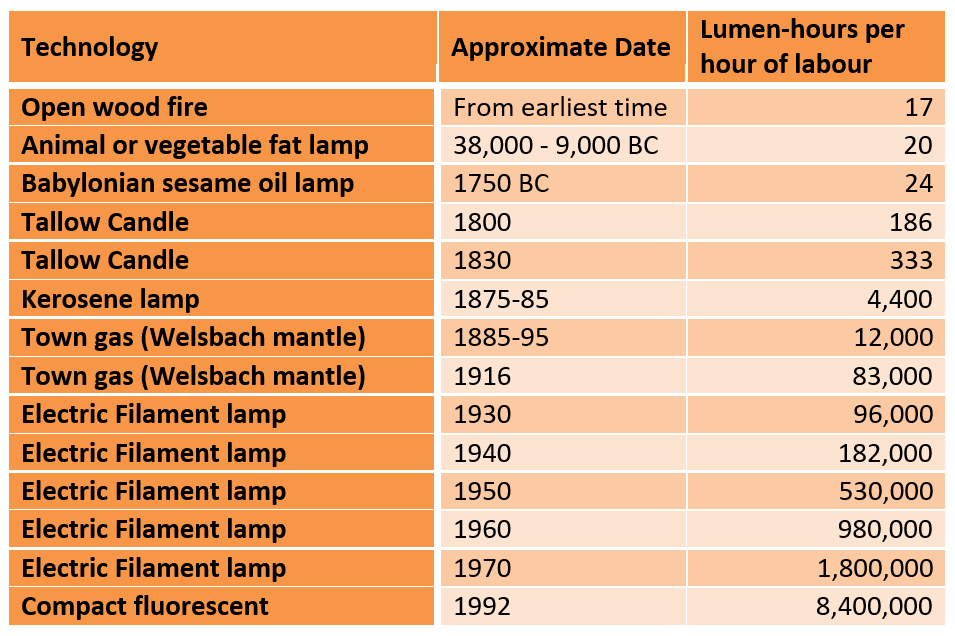 Technology Approximate Date Lumen-hours per hour of labour
Open wood fire From earliest time 17
Animal or vegetable fat lamp 38,000 - 9,000 BC 20
Babylonian sesame oil lamp 1750 BC 24
Tallow Candle 1800 186
Tallow Candle 1830 333
Kerosene lamp 1875-85 4,400
Town gas (Welsbach mantle) 1885-95 12,000
Town gas (Welsbach mantle) 1916 83,000
Electric Filament lamp 1930 96,000
Electric Filament lamp 1940 182,000
Electric Filament lamp 1950 530,000
Electric Filament lamp 1960 980,000
Electric Filament lamp 1970 1,800,000
Compact fluorescent 1992 8,400,000